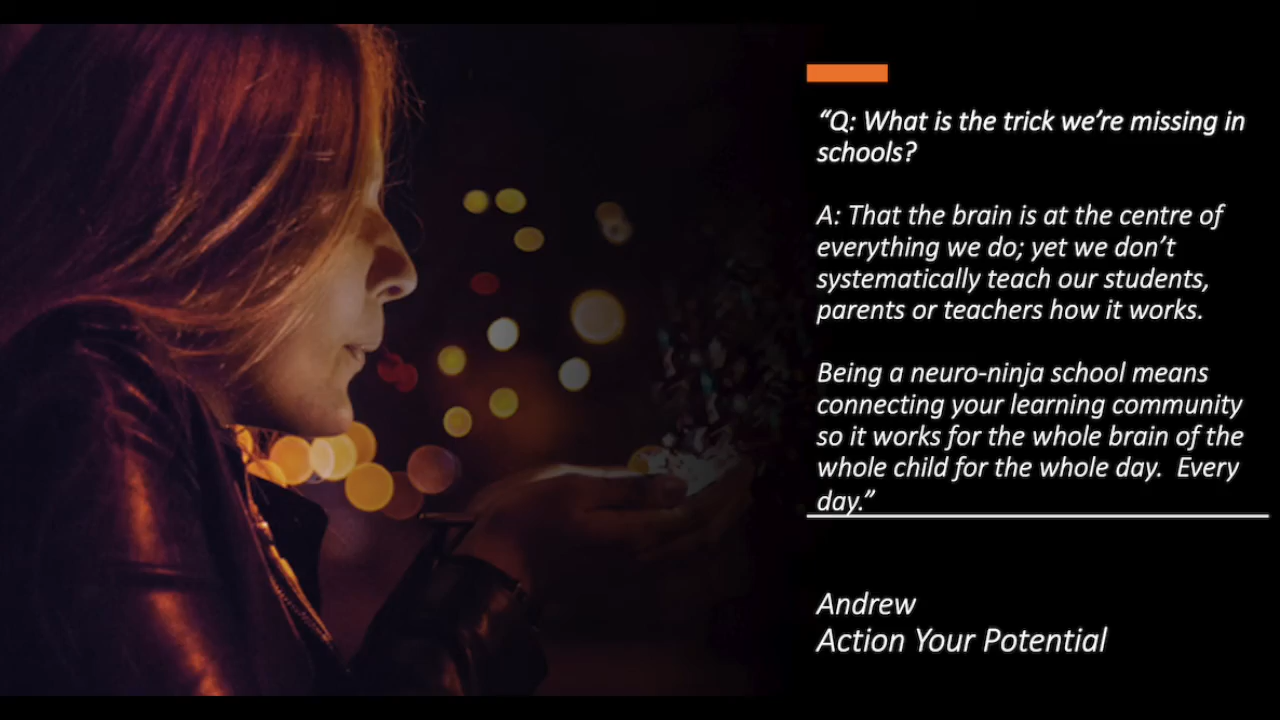 “Q: What is the trick we’re missing in
schools?
A: That the brain is at the centre of
everything we do; yet we don’t
systematically teach our students,
parents or teachers how it works.
Being a neuro-ninja school means
connecting your learning community
so it works for the whole brain of the
whole child for the whole day.  Every
day.”
Andrew
Action Your Potential